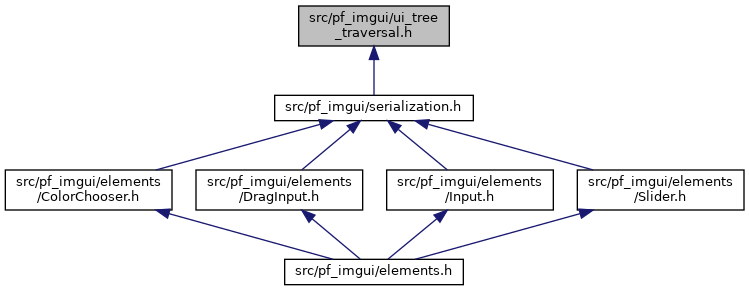 src/pf_imgui/ui_tree
_traversal.h
src/pf_imgui/serialization.h
src/pf_imgui/elements
/ColorChooser.h
src/pf_imgui/elements
/DragInput.h
src/pf_imgui/elements
/Input.h
src/pf_imgui/elements
/Slider.h
src/pf_imgui/elements.h